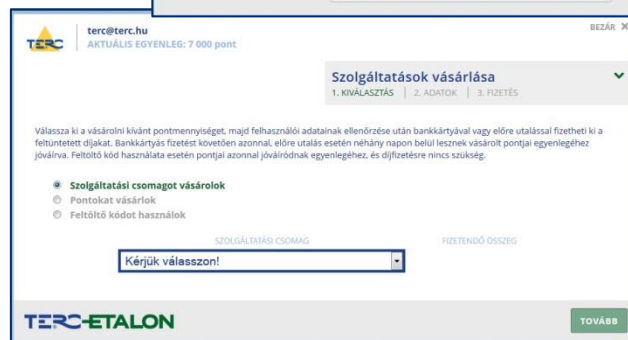 terc@terc.hu
BEZÁR X
TERC
AKTUÁLIS EGYENLEG: 7 000 pont
Szolgáltatások vásárlása
1. KIVÁLASZTÁS | 2. ADATOK | 3. FIZETÉS
Válassza ki a vásárolni kívánt pontmennyiséget, majd felhasználói adatainak ellenőrzése után bankkártyával vagy előre utalással fizetheti ki a
feltüntetett díjakat. Bankkártyás fizetést követően azonnal, előre utalás esetén néhány napon belül lesznek vásárolt pontjai egyenlegéhez
jóváírva. Feltöltő kód használata esetén pontjai azonnal jóváíródnak egyenlegéhez, és díjfizetésre nincs szükség.
Szolgáltatási csomagot vásárolok
Pontokat vásárlok
Feltöltő kódot használok
SZOLGÁLTATÁSI CSOMAG FIZETENDŐ ÖSSZEG
Kérjük válasszon!
TERC-ETALON
TOVÁBB